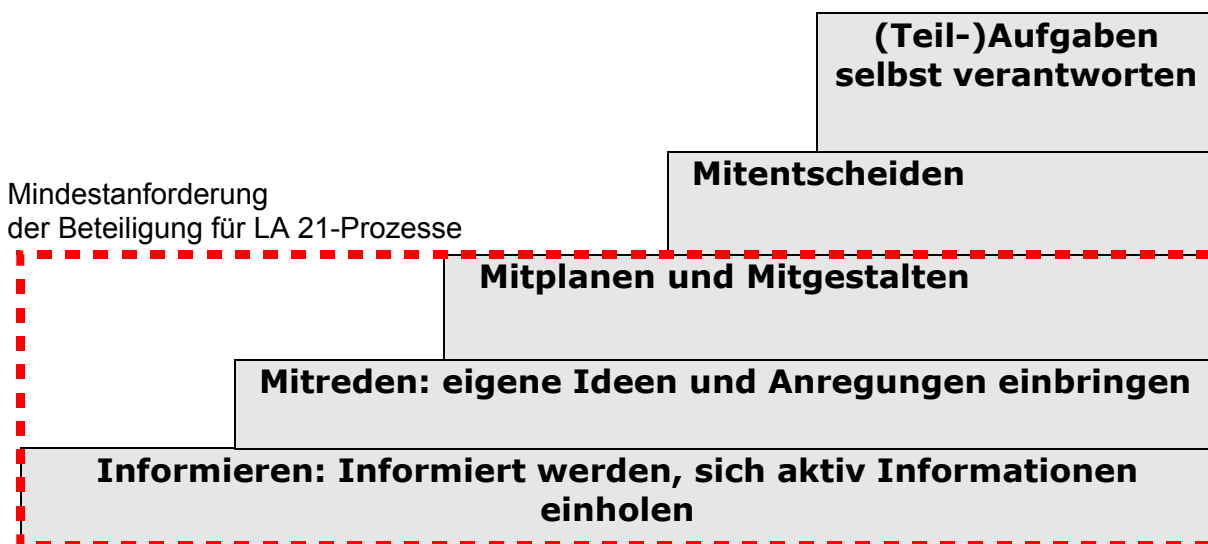 (Teil-)Aufgaben
selbst verantworten
Mitentscheiden
Mindestanforderung
der Beteiligung für LA 21-Prozesse
Mitplanen und Mitgestalten
Mitreden: eigene Ideen und Anregungen einbringen
Informieren: Informiert werden, sich aktiv Informationen
einholen